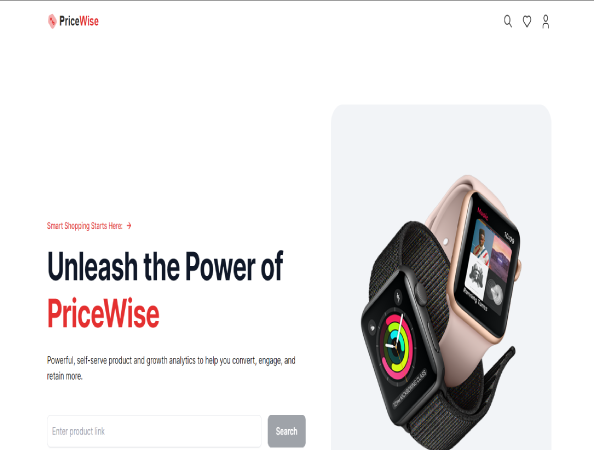 PriceWise
Smart Shopping Starts Here:
Unleash the Power of
PriceWise
Powerful, self-serve product and growth analytics to help you convert, engage, and
retain more.
Enter product link
Search
Music